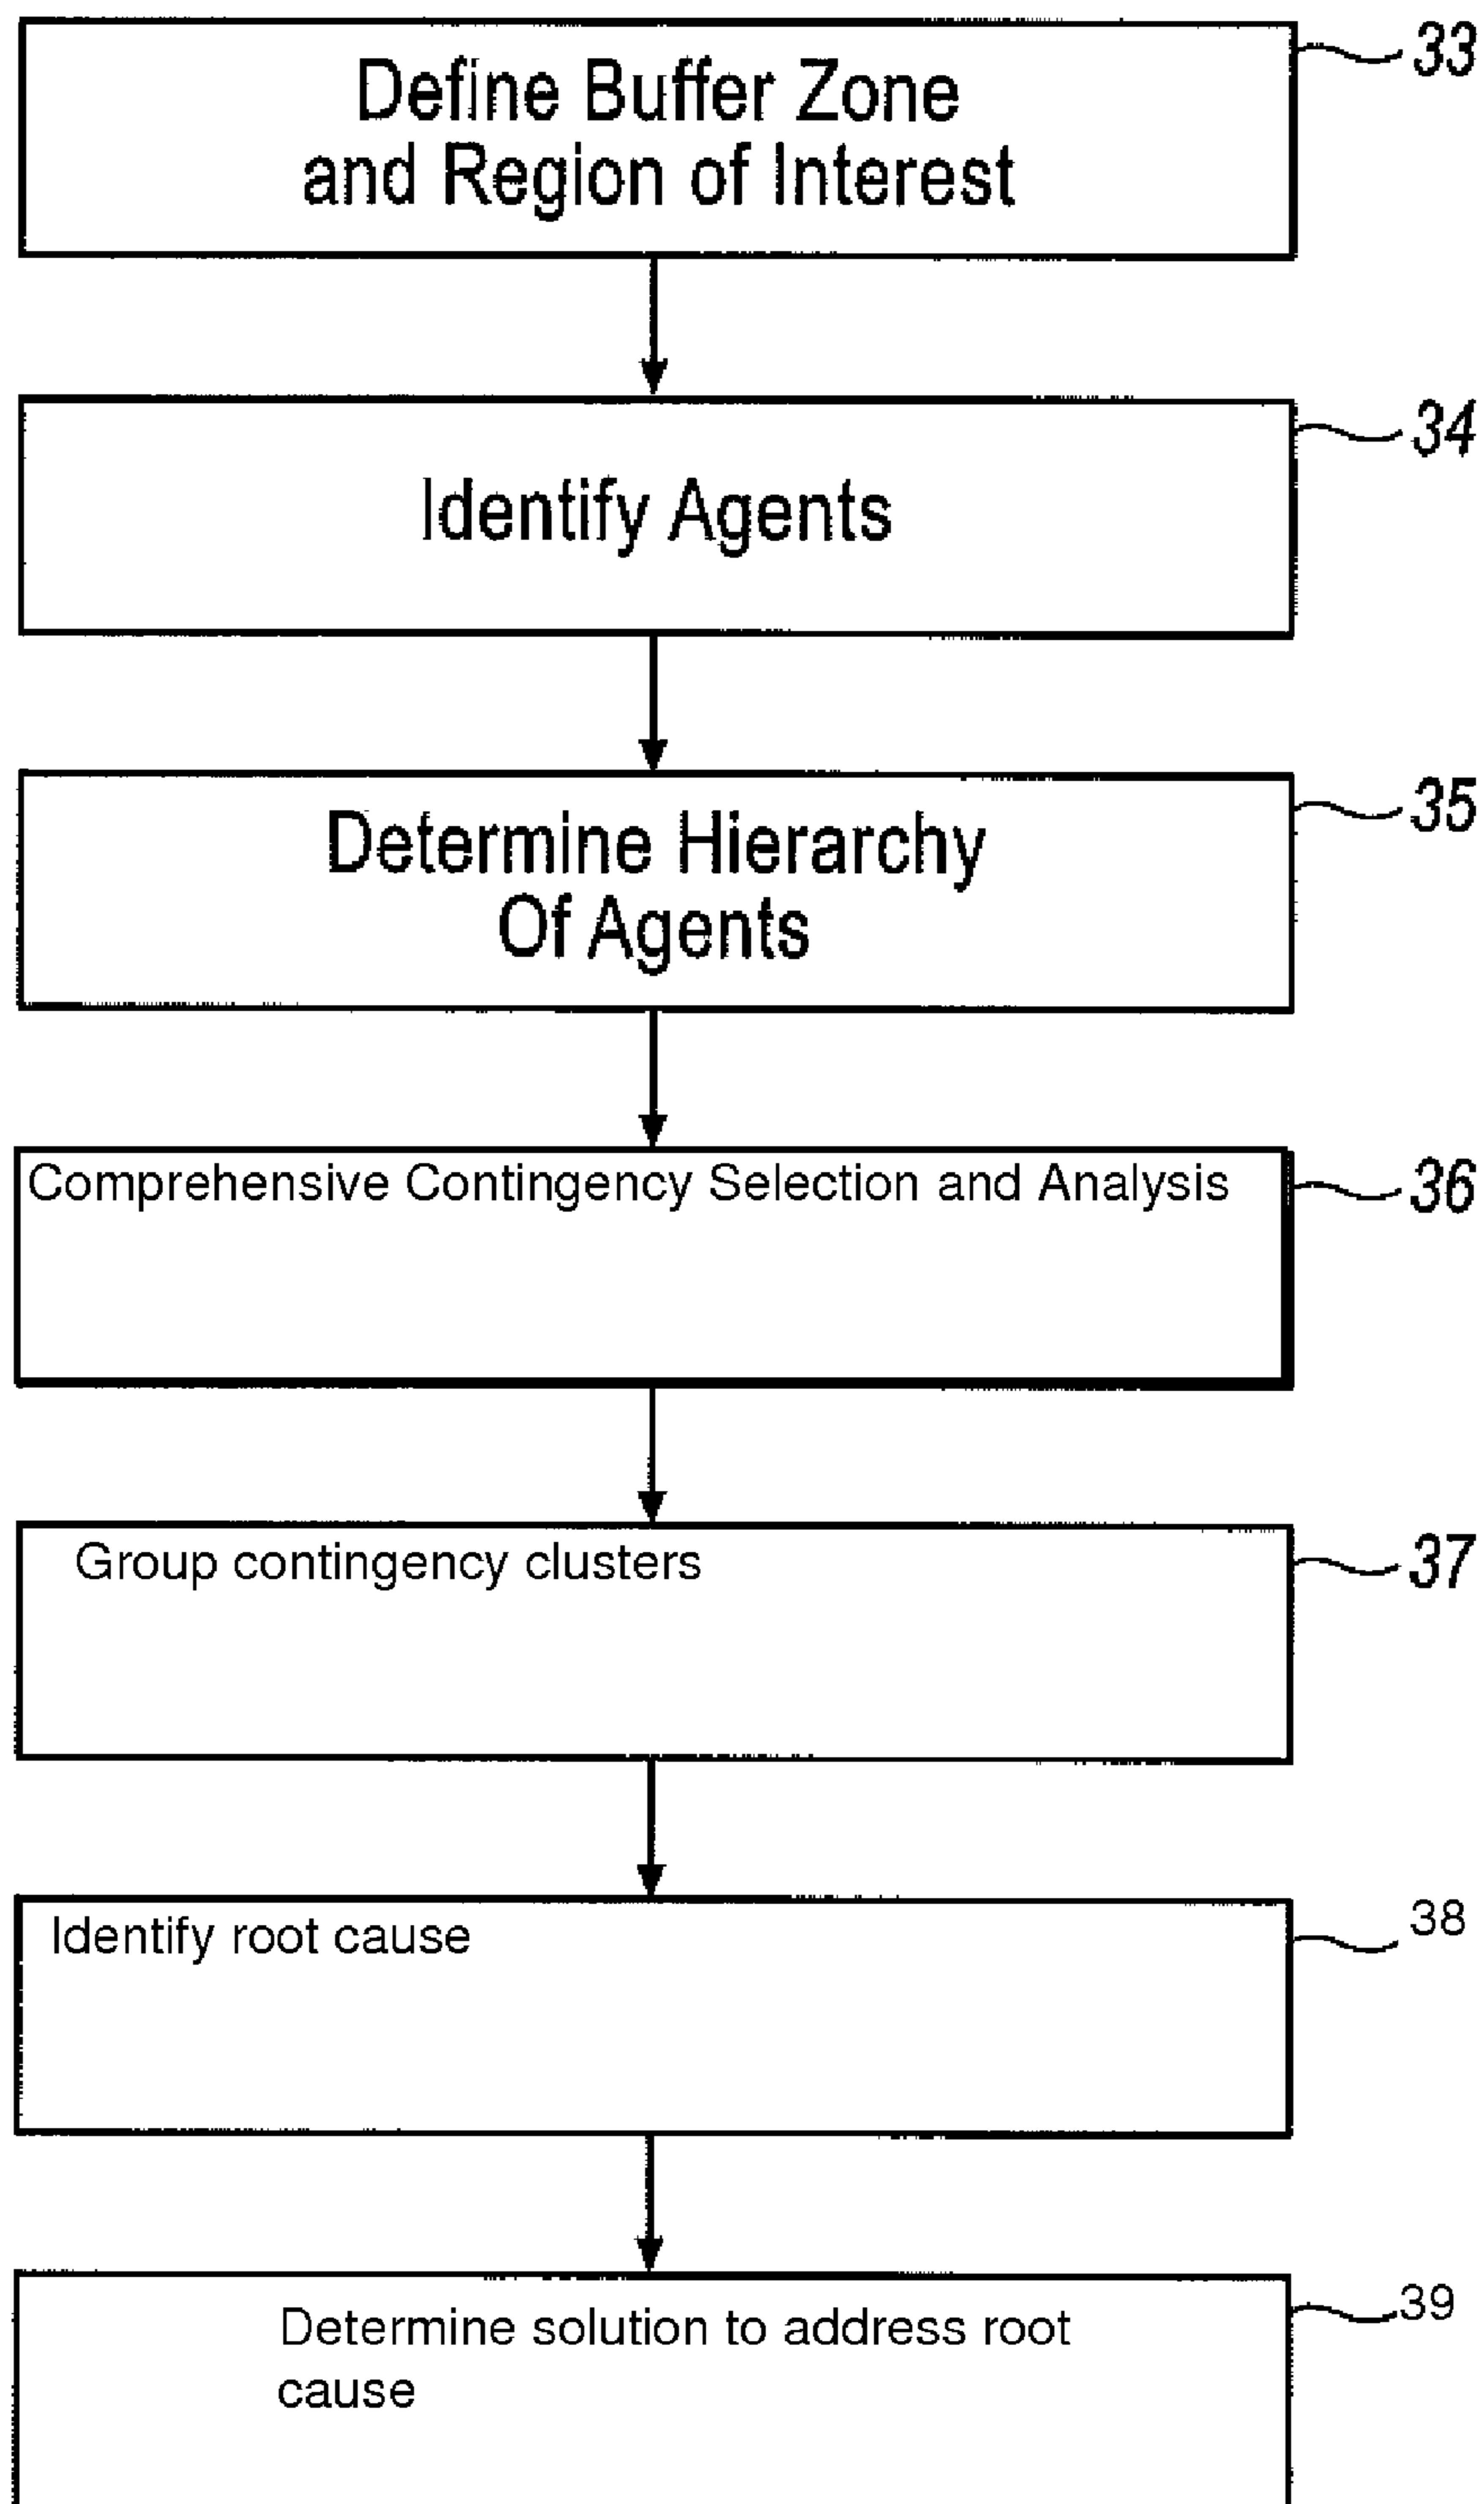 Define Buffer Zone
and Region of Interest
33
Identify Agents
34
Determine Hierarchy
Of Agents
35
Comprehensive Contingency Selection and Analysis
36
Group contingency clusters
37
Identify root cause
38
Determine solution to address root
cause
39